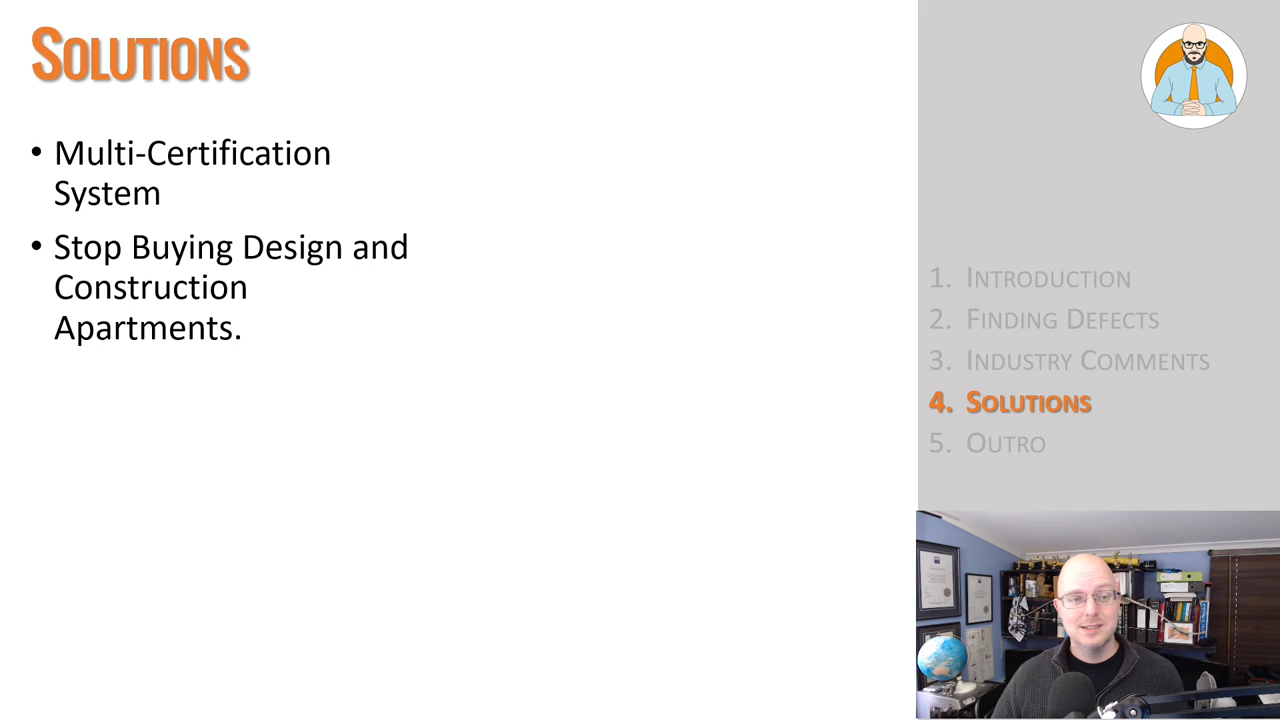 Solutions
• Multi-Certification
System
• Stop Buying Design and
Construction
Apartments.
1. Introduction
2. Finding Defects
3. Industry Comments
4. Solutions
5. Outro